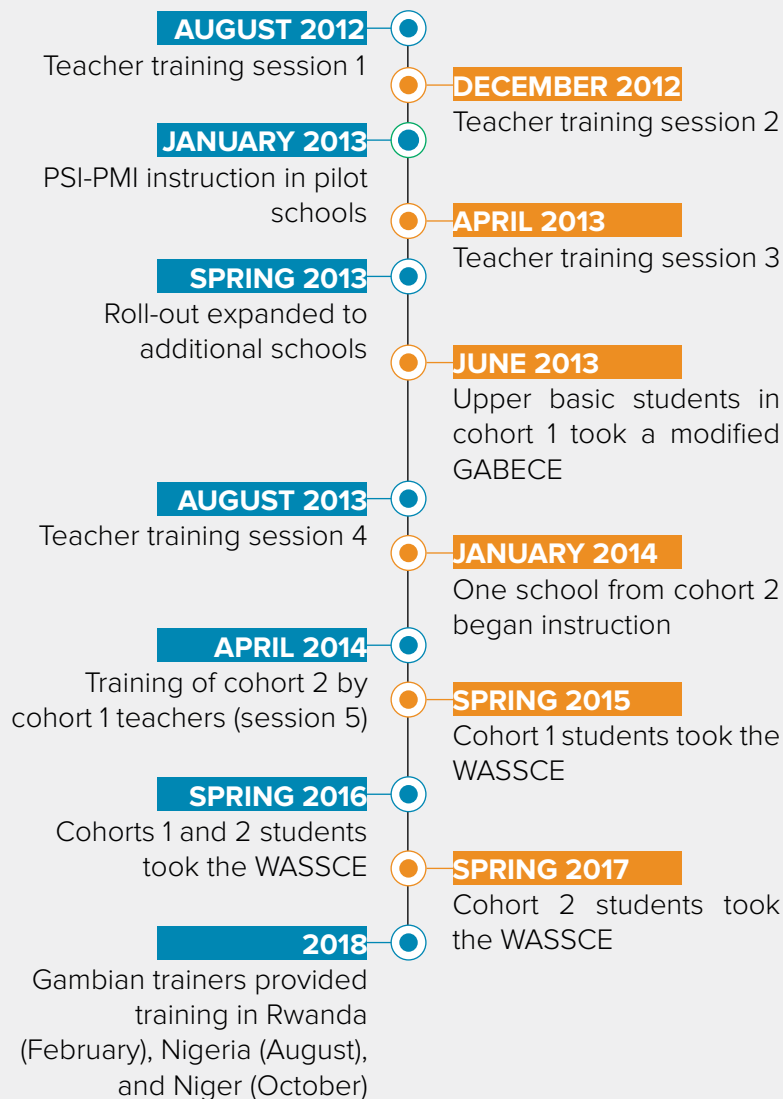 AUGUST 2012
Teacher training session 1
DECEMBER 2012
Teacher training session 2
JANUARY 2013
PSI-PMI instruction in pilot
schools
APRIL 2013
Teacher training session 3
SPRING 2013
Roll-out expanded to
additional schools
JUNE 2013
Upper basic students in
cohort 1 took a modified
GABECE
AUGUST 2013
Teacher training session 4
JANUARY 2014
One school from cohort 2
began instruction
APRIL 2014
Training of cohort 2 by
cohort 1 teachers (session 5)
SPRING 2015
Cohort 1 students took the
WASSCE
SPRING 2016
Cohorts 1 and 2 students
took the WASSCE
SPRING 2017
Cohort 2 students took
the WASSCE
2018
Gambian trainers provided
training in Rwanda
(February), Nigeria (August),
and Niger (October)